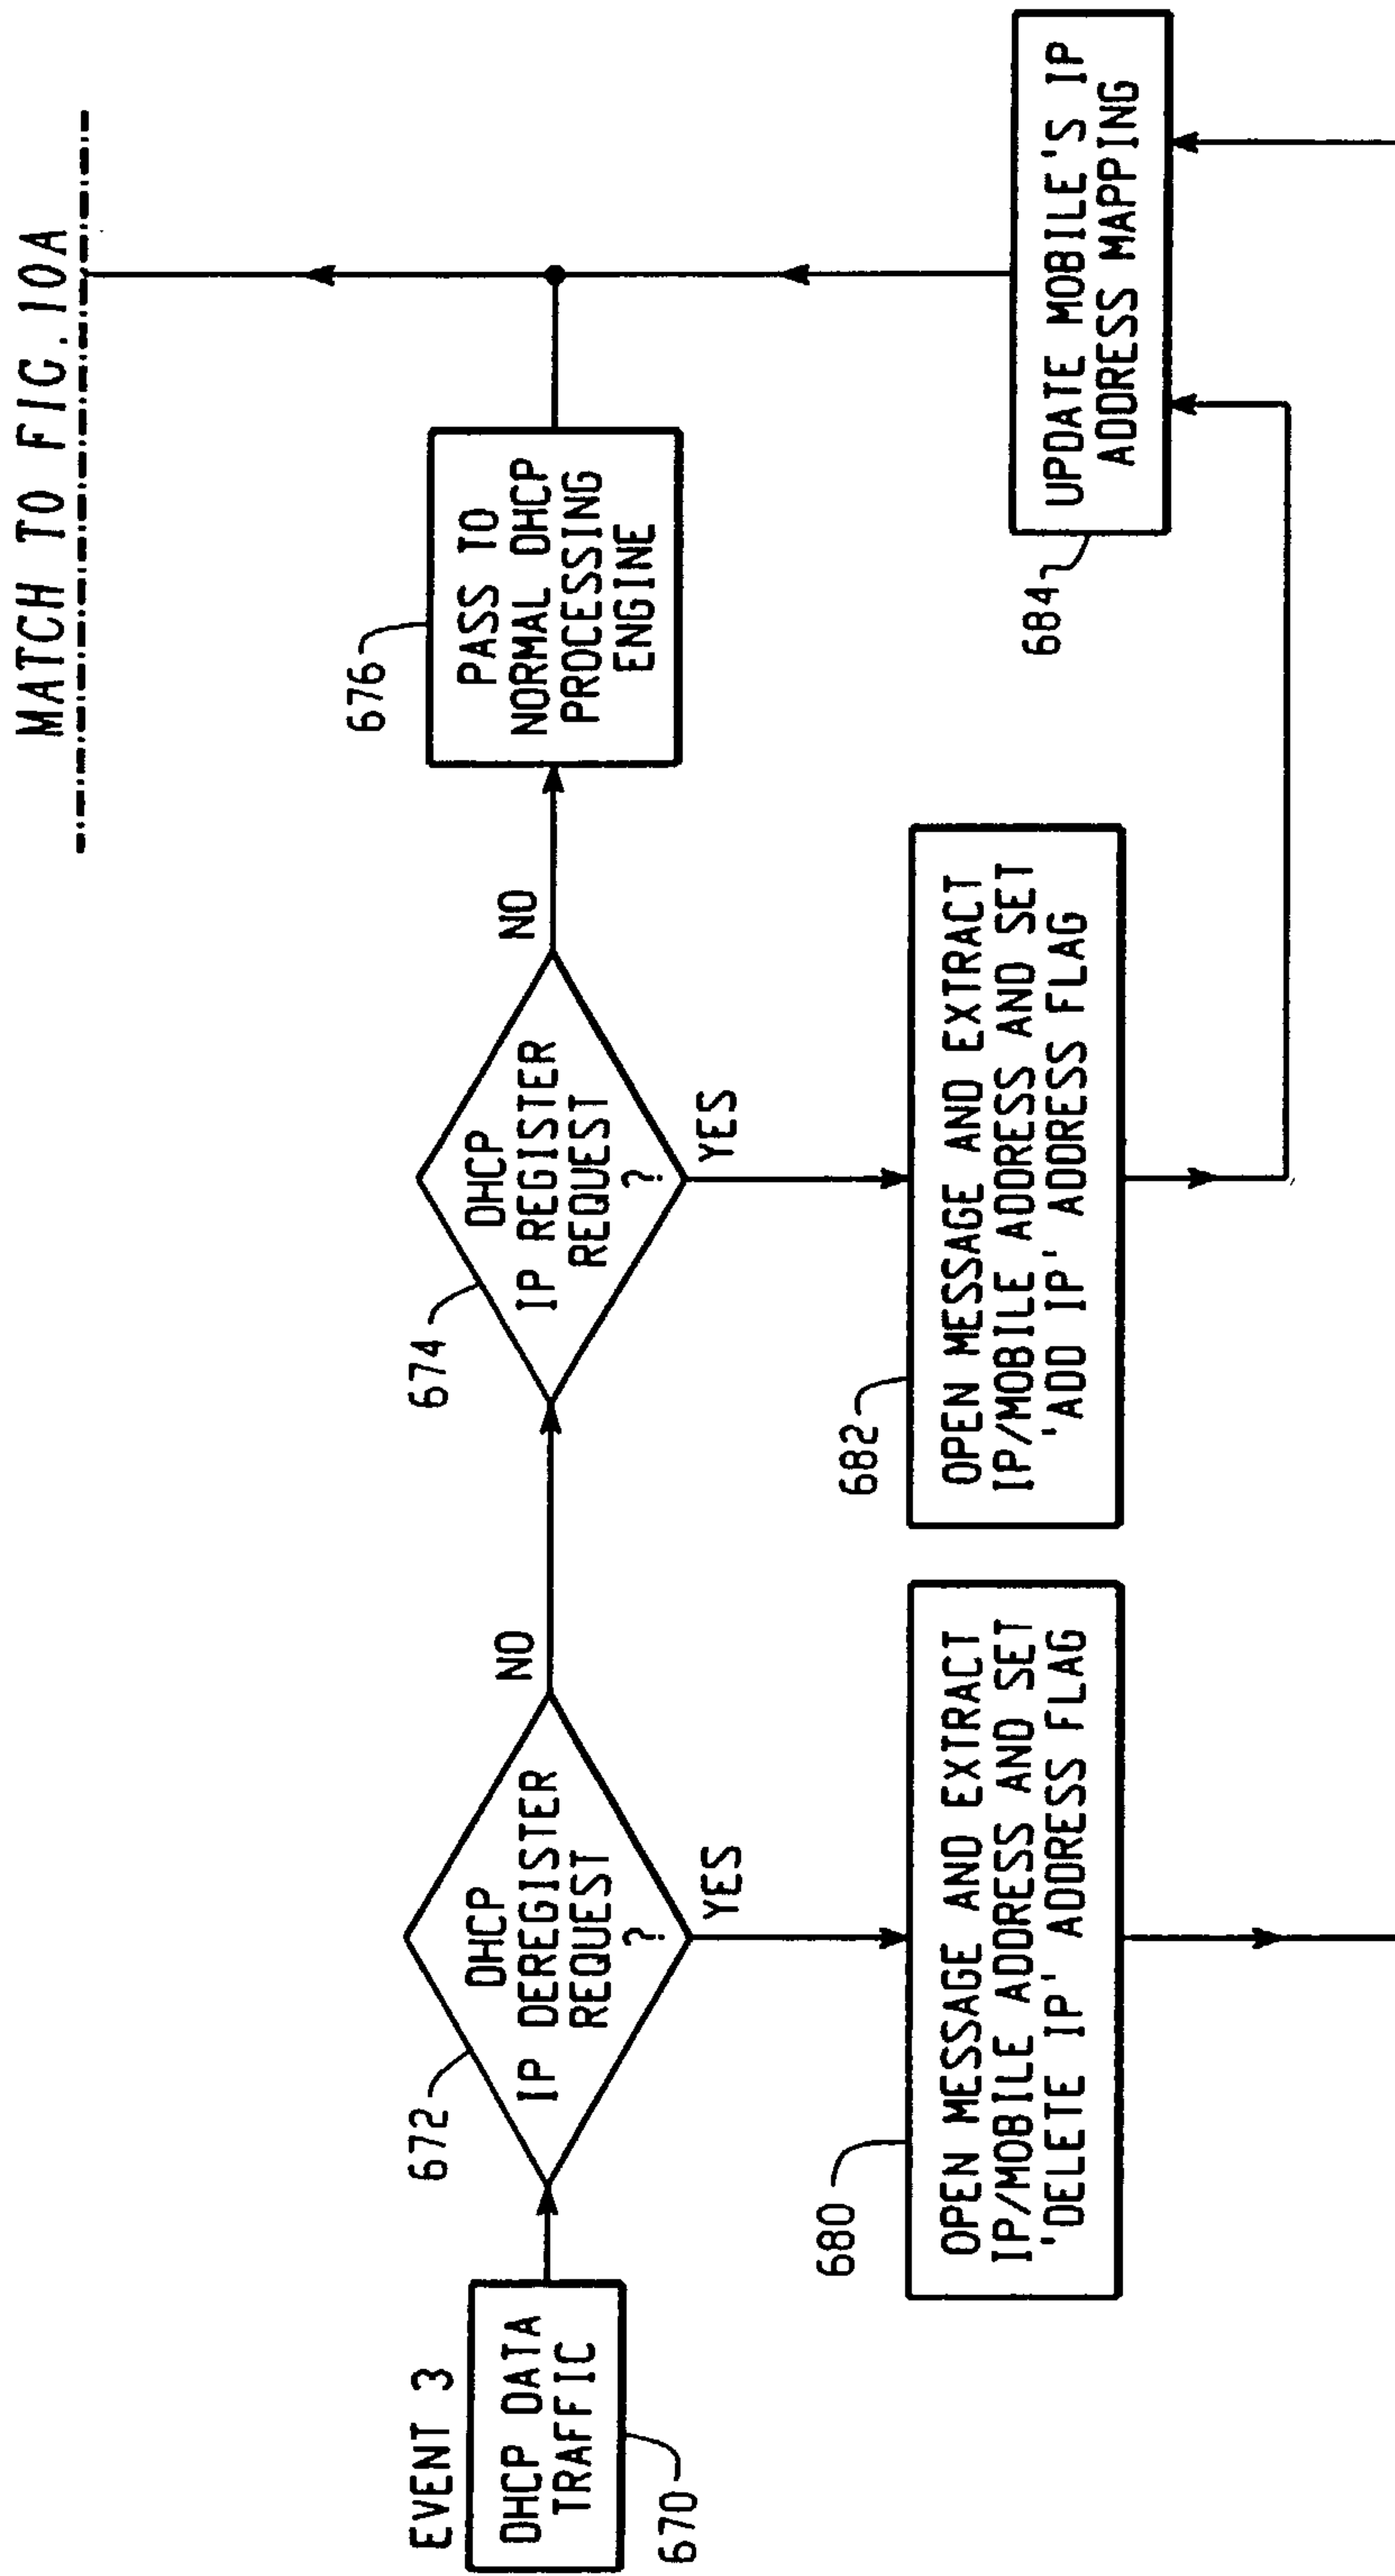 MATCH TO FIG.10A
EVENT 3
DHCP DATA
TRAFFIC
670
672
DHCP
IP DEREGISTER
REQUEST
?
NO
YES
674
DHCP
IP REGISTER
REQUEST
?
NO
YES
676
PASS TO
NORMAL DHCP
PROCESSING
ENGINE
680
OPEN MESSAGE AND EXTRACT
IP/MOBILE ADDRESS AND SET
'DELETE IP' ADDRESS FLAG
682
OPEN MESSAGE AND EXTRACT
IP/MOBILE ADDRESS AND SET
'ADD IP' ADDRESS FLAG
684
UPDATE MOBILE'S IP
ADDRESS MAPPING